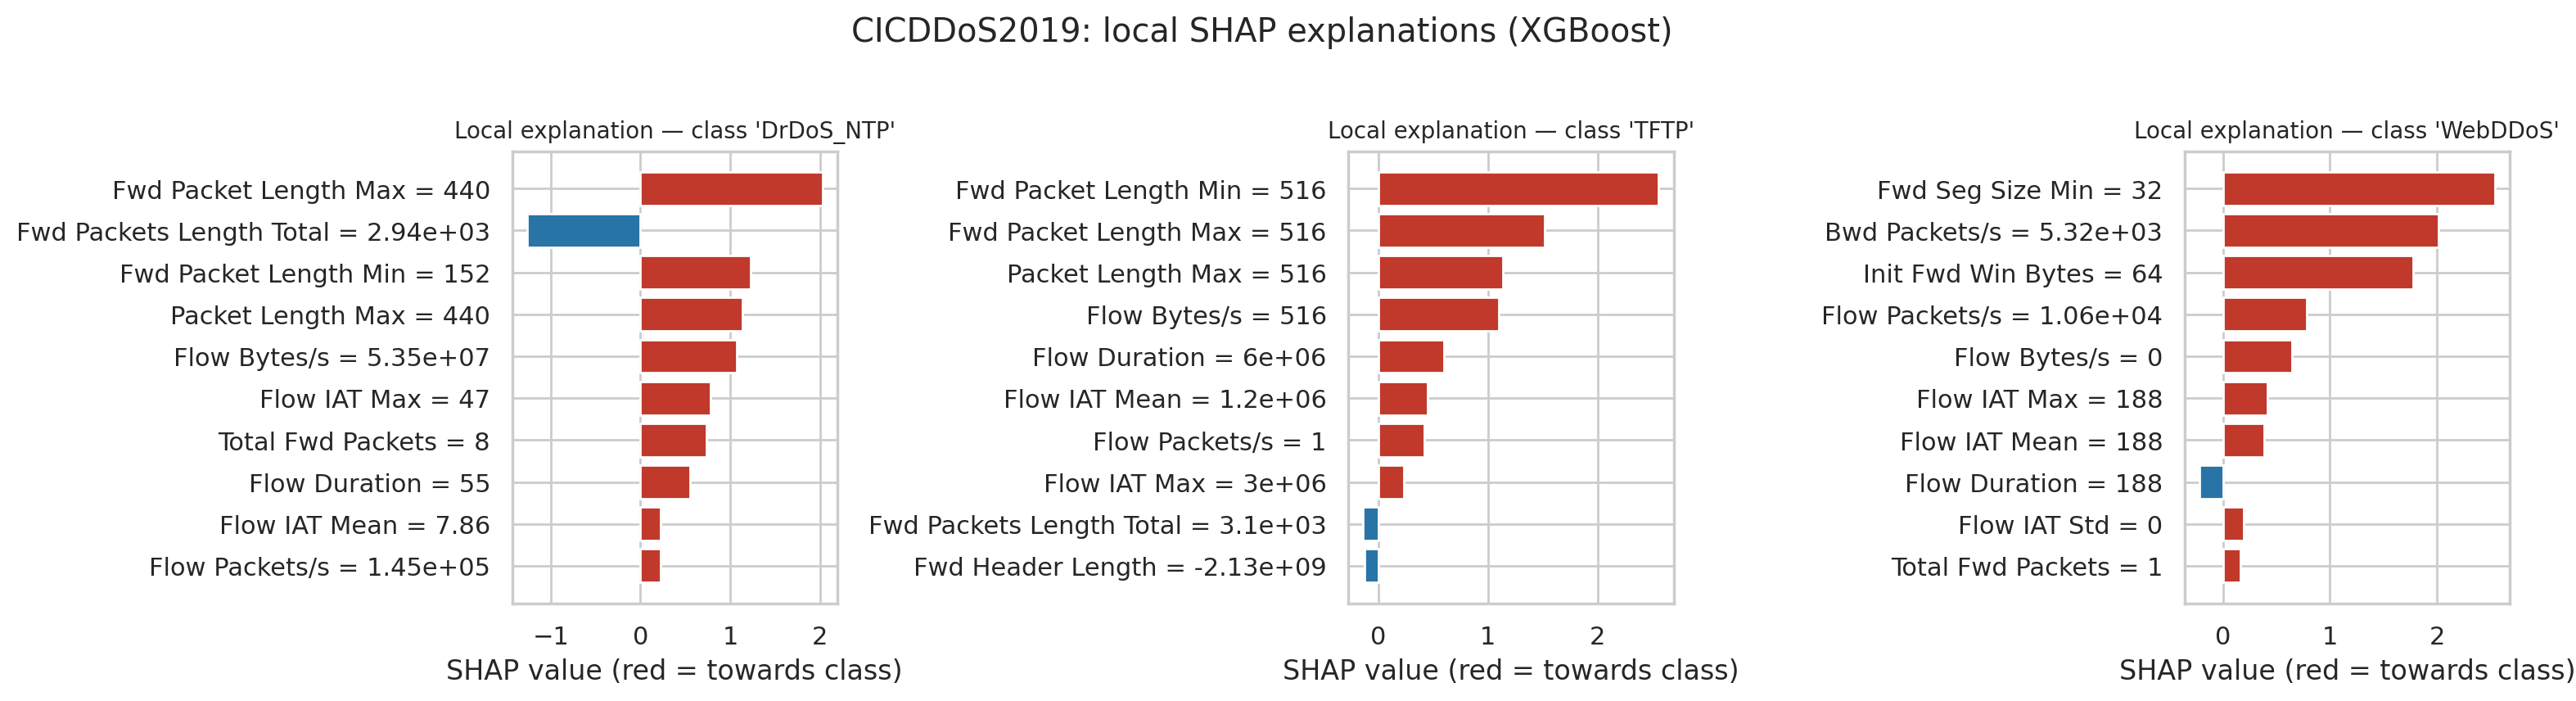 CICDDoS2019: local SHAP explanations (XGBoost)
Local explanation — class 'DrDoS_NTP'
Fwd Packet Length Max = 440
Fwd Packets Length Total = 2.94e+03
Fwd Packet Length Min = 152
Packet Length Max = 440
Flow Bytes/s = 5.35e+07
Flow IAT Max = 47
Total Fwd Packets = 8
Flow Duration = 55
Flow IAT Mean = 7.86
Flow Packets/s = 1.45e+05
−1 0 1 2
SHAP value (red = towards class)
Local explanation — class 'TFTP'
Fwd Packet Length Min = 516
Fwd Packet Length Max = 516
Packet Length Max = 516
Flow Bytes/s = 516
Flow Duration = 6e+06
Flow IAT Mean = 1.2e+06
Flow Packets/s = 1
Flow IAT Max = 3e+06
Fwd Packets Length Total = 3.1e+03
Fwd Header Length = -2.13e+09
0 1 2
SHAP value (red = towards class)
Local explanation — class 'WebDDoS'
Fwd Seg Size Min = 32
Bwd Packets/s = 5.32e+03
Init Fwd Win Bytes = 64
Flow Packets/s = 1.06e+04
Flow Bytes/s = 0
Flow IAT Max = 188
Flow IAT Mean = 188
Flow Duration = 188
Flow IAT Std = 0
Total Fwd Packets = 1
0 1 2
SHAP value (red = towards class)